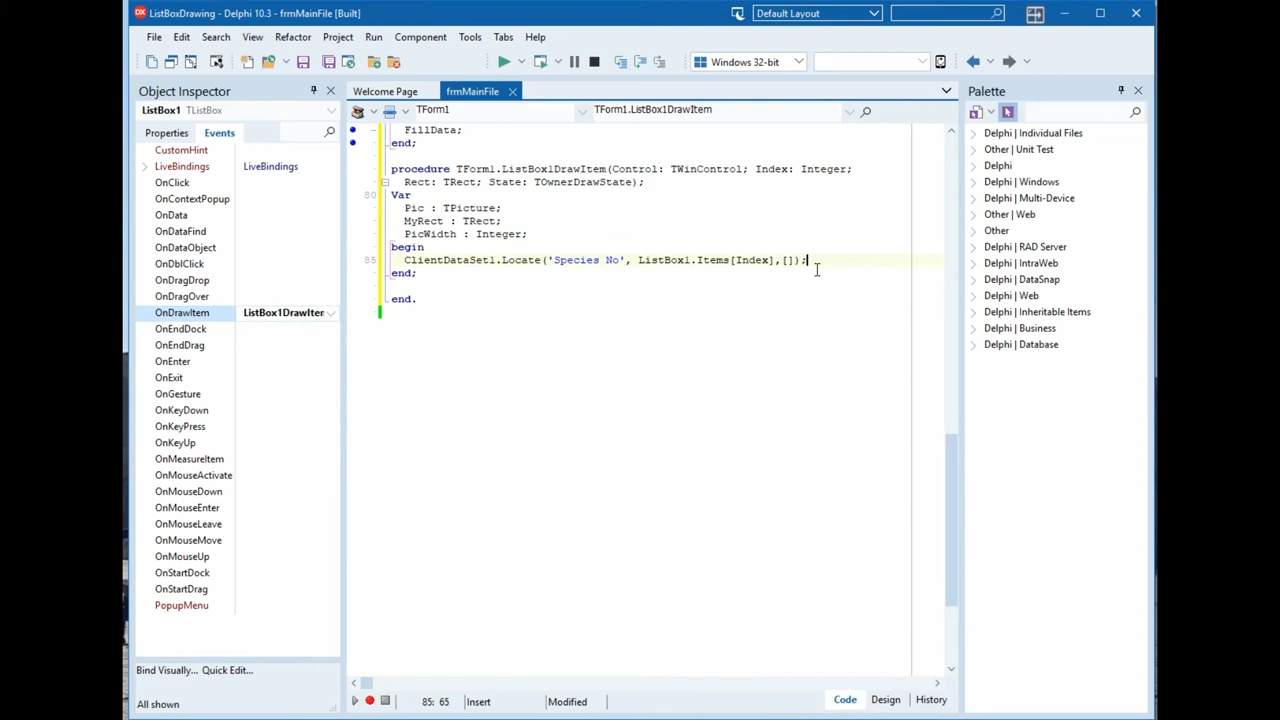 ListBoxDrawing - Delphi 10.3 - frmMainFile [Built]
Default Layout
File Edit Search View Refactor Project Run Component Tools Tabs Help
Windows 32-bit
Object Inspector
ListBox1 TListBox
Properties Events
CustomHint
LiveBindings LiveBindings
OnClick
OnContextPopup
OnData
OnDataFind
OnDataObject
OnDblClick
OnDragDrop
OnDragOver
OnDrawItem ListBox1DrawIter
OnEndDock
OnEndDrag
OnEnter
OnExit
OnGesture
OnKeyDown
OnKeyPress
OnKeyUp
OnMeasureItem
OnMouseActivate
OnMouseDown
OnMouseEnter
OnMouseLeave
OnMouseMove
OnMouseUp
OnStartDock
OnStartDrag
PopupMenu
Bind Visually... Quick Edit...
All shown
Welcome Page frmMainFile
TForm1 TForm1.ListBox1DrawItem
FillData;
end;
procedure TForm1.ListBox1DrawItem(Control: TWinControl; Index: Integer;
Rect: TRect; State: TOwnerDrawState);
80 Var
Pic : TPicture;
MyRect : TRect;
PicWidth : Integer;
begin
85 ClientDataSet1.Locate('Species No', ListBox1.Items[Index],[]);
end;
end.
85: 65 Insert Modified Code Design History
Palette
Delphi | Individual Files
Other | Unit Test
Delphi
Delphi | Windows
Delphi | Multi-Device
Other | Web
Other
Delphi | RAD Server
Delphi | IntraWeb
Delphi | DataSnap
Delphi | Web
Delphi | Inheritable Items
Delphi | Business
Delphi | Database